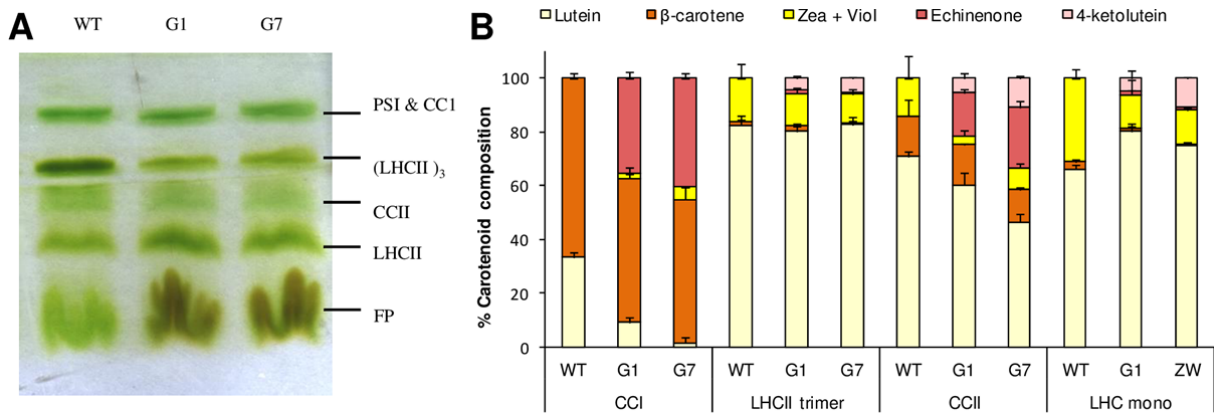 A
WT G1 G7
PSI & CC1
(LHCII )3
CCII
LHCII
FP
B
Lutein β-carotene Zea + Viol Echinenone 4-ketolutein
% Carotenoid composition
100
80
60
40
20
0
WT G1 G7 WT G1 G7 WT G1 G7 WT G1 ZW
CCI LHCII trimer CCII LHC mono